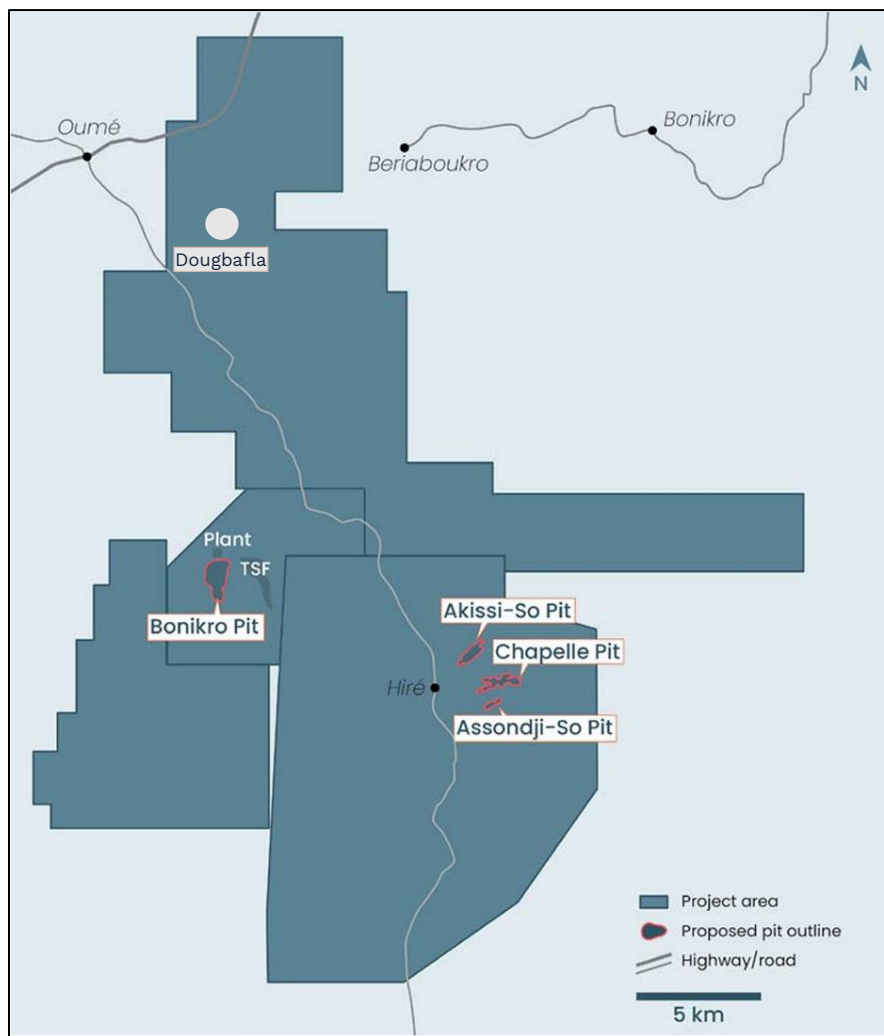 N
Oumé
Bonikro
Beriaboukro
Dougbafla
Plant
TSF
Bonikro Pit
Akissi-So Pit
Chapelle Pit
Hiré
Assondji-So Pit
Project area
Proposed pit outline
Highway/road
5 km